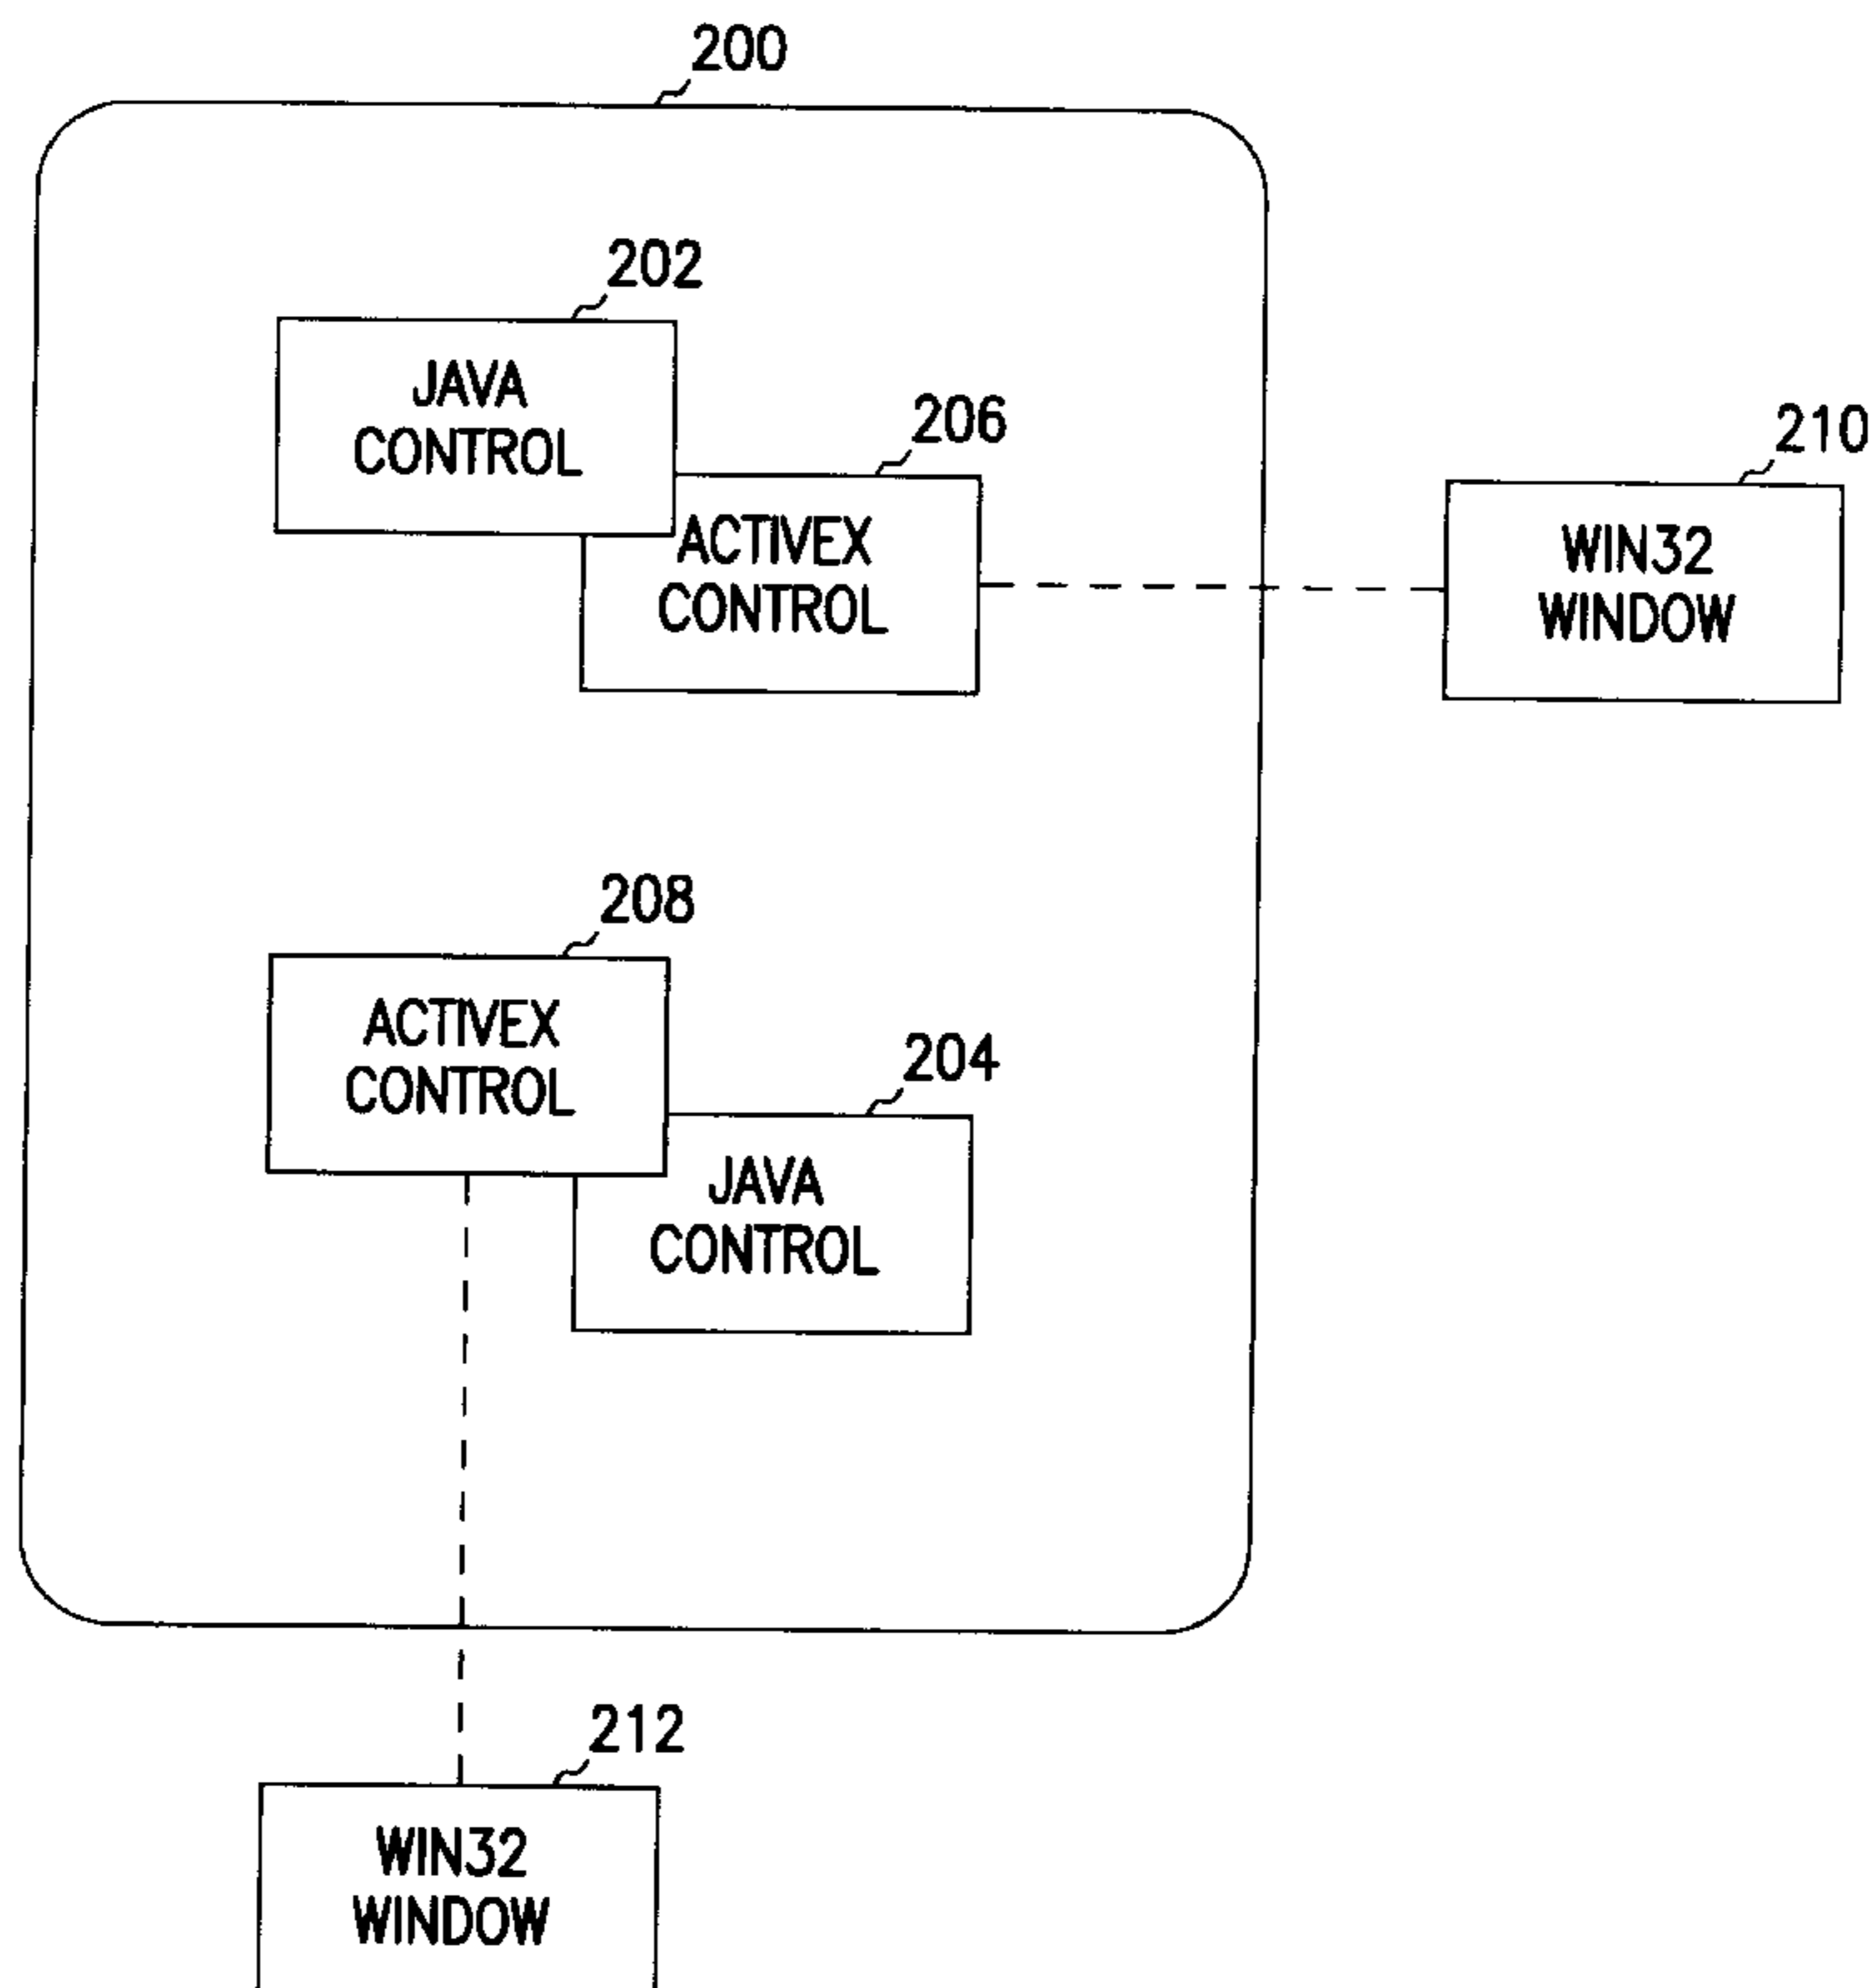 200
202
JAVA
CONTROL
206
ACTIVEX
CONTROL
210
WIN32
WINDOW
208
ACTIVEX
CONTROL
204
JAVA
CONTROL
212
WIN32
WINDOW